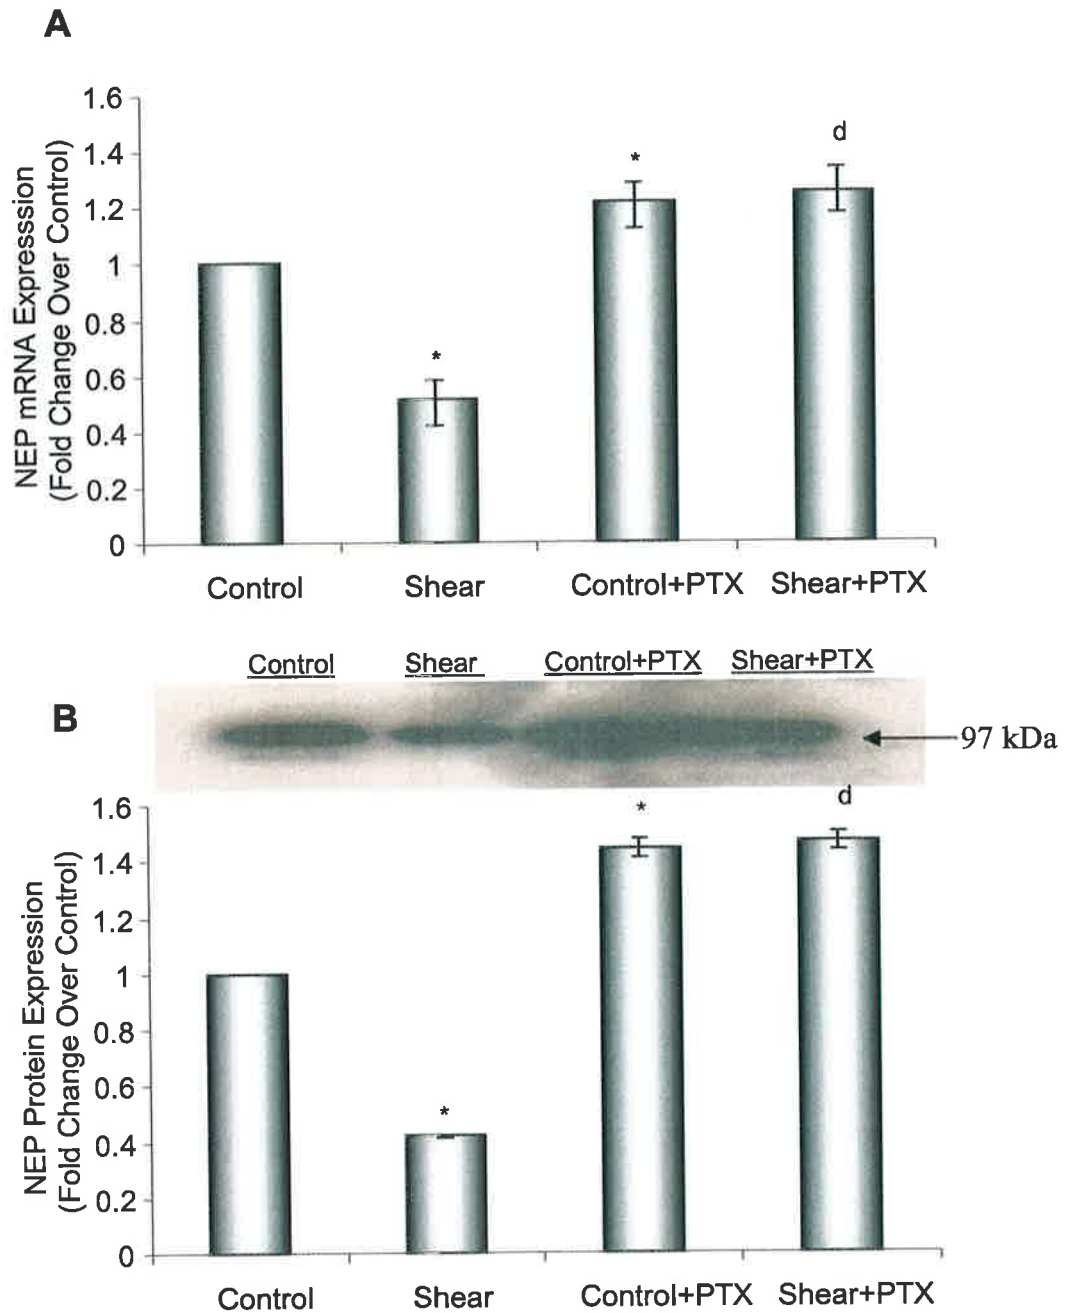 A
1.6
1.4
1.2
1
0.8
0.6
0.4
0.2
0
NEP mRNA Expresssion
(Fold Change Over Control)
*
*
d
Control Shear Control+PTX Shear+PTX
Control Shear Control+PTX Shear+PTX
B
97 kDa
1.6
1.4
1.2
1
0.8
0.6
0.4
0.2
0
NEP Protein Expression
(Fold Change Over Control)
*
*
d
Control Shear Control+PTX Shear+PTX